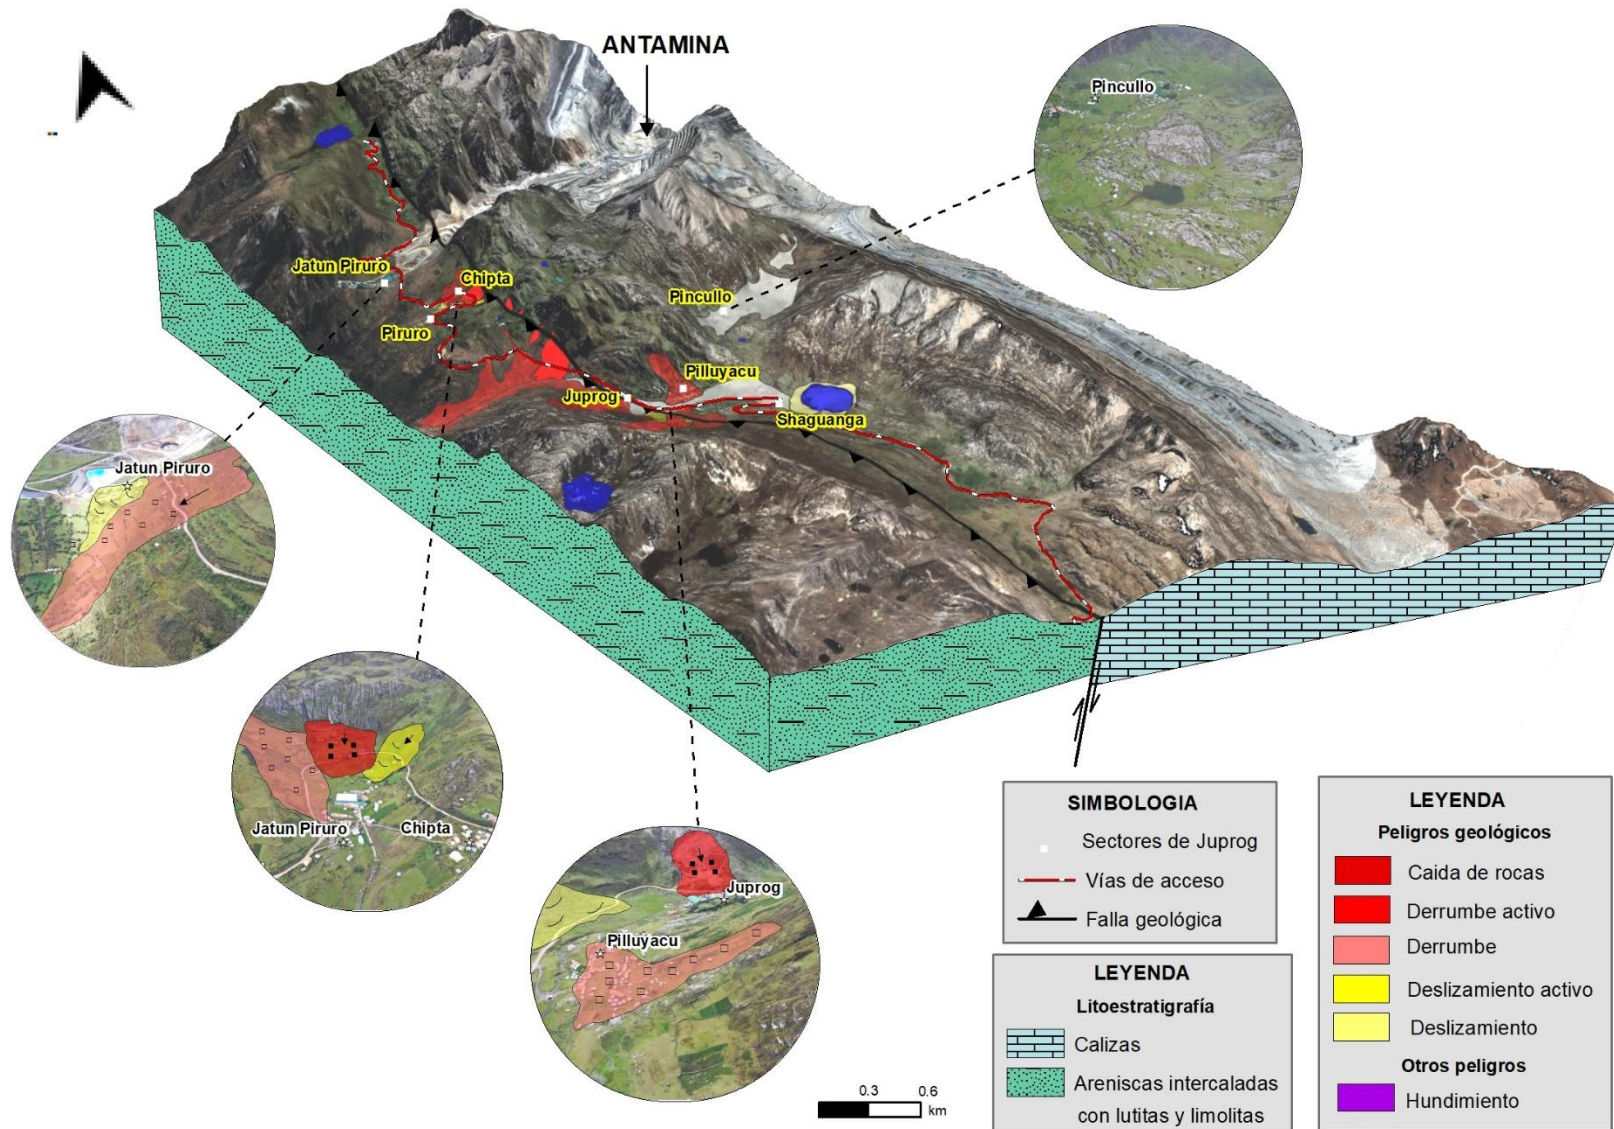 ANTAMINA
Pincullo
Jatun Piruro
Chipta
Pincullo
Piruro
Pilluyacu
Juprog
Shaguanga
Jatun Piruro
Jatun Piruro
Chipta
Juprog
Pilluyacu
0.3
0.6
km
SIMBOLOGIA
Sectores de Juprog
Vías de acceso
Falla geológica
LEYENDA
Litoestratigrafía
Calizas
Areniscas intercaladas
con lutitas y limolitas
LEYENDA
Peligros geológicos
Caida de rocas
Derrumbe activo
Derrumbe
Deslizamiento activo
Deslizamiento
Otros peligros
Hundimiento